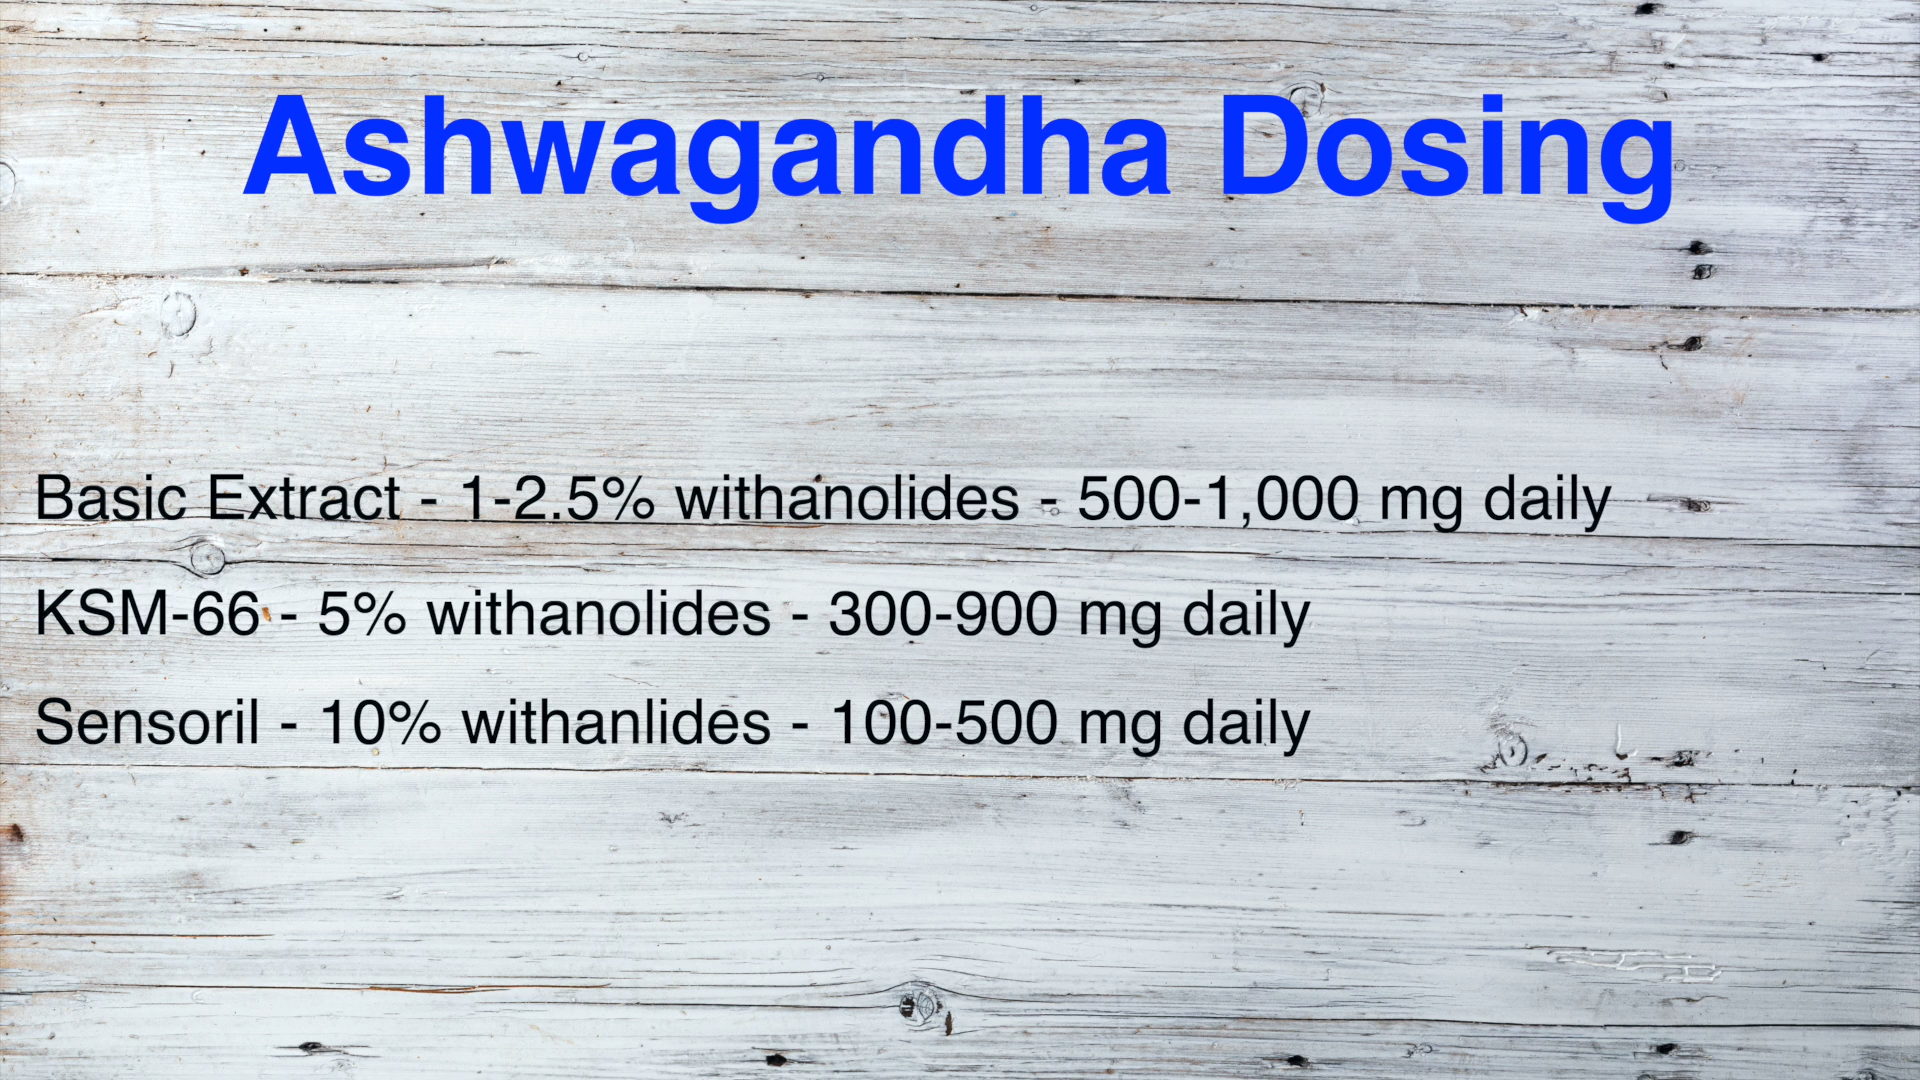 Ashwagandha Dosing
Basic Extract - 1-2.5% withanolides - 500-1,000 mg daily
KSM-66 - 5% withanolides - 300-900 mg daily
Sensoril - 10% withanlides - 100-500 mg daily